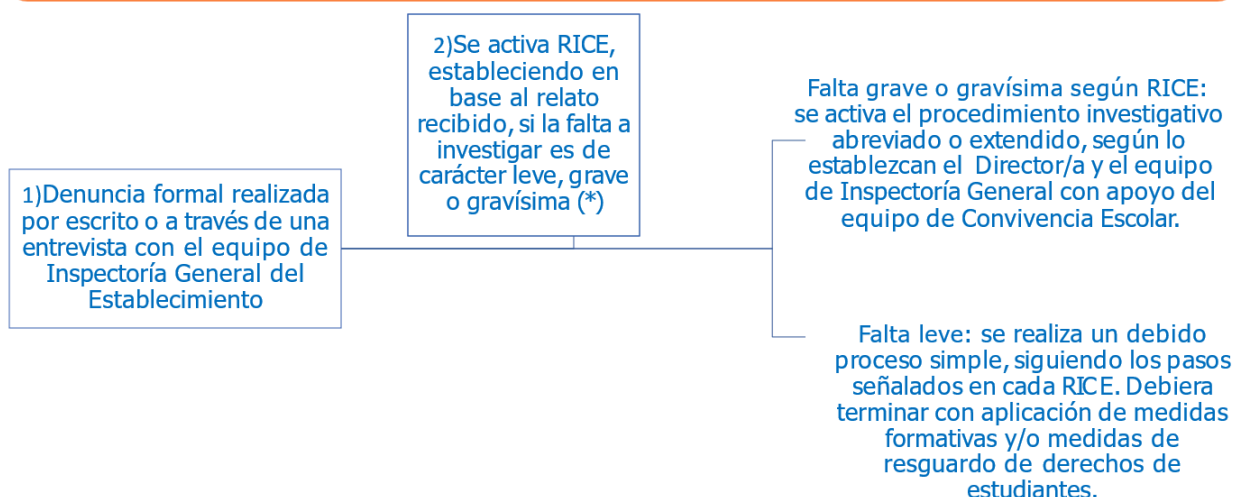 1)Denuncia formal realizada
por escrito o a través de una
entrevista con el equipo de
Inspectoría General del
Establecimiento
2)Se activa RICE,
estableciendo en
base al relato
recibido, si la falta a
investigar es de
carácter leve, grave
o gravísima (*)
Falta grave o gravísima según RICE:
se activa el procedimiento investigativo
abreviado o extendido, según lo
establezcan el Director/a y el equipo
de Inspectoría General con apoyo del
equipo de Convivencia Escolar.
Falta leve: se realiza un debido
proceso simple, siguiendo los pasos
señalados en cada RICE. Debiera
terminar con aplicación de medidas
formativas y/o medidas de
resguardo de derechos de
estudiantes.